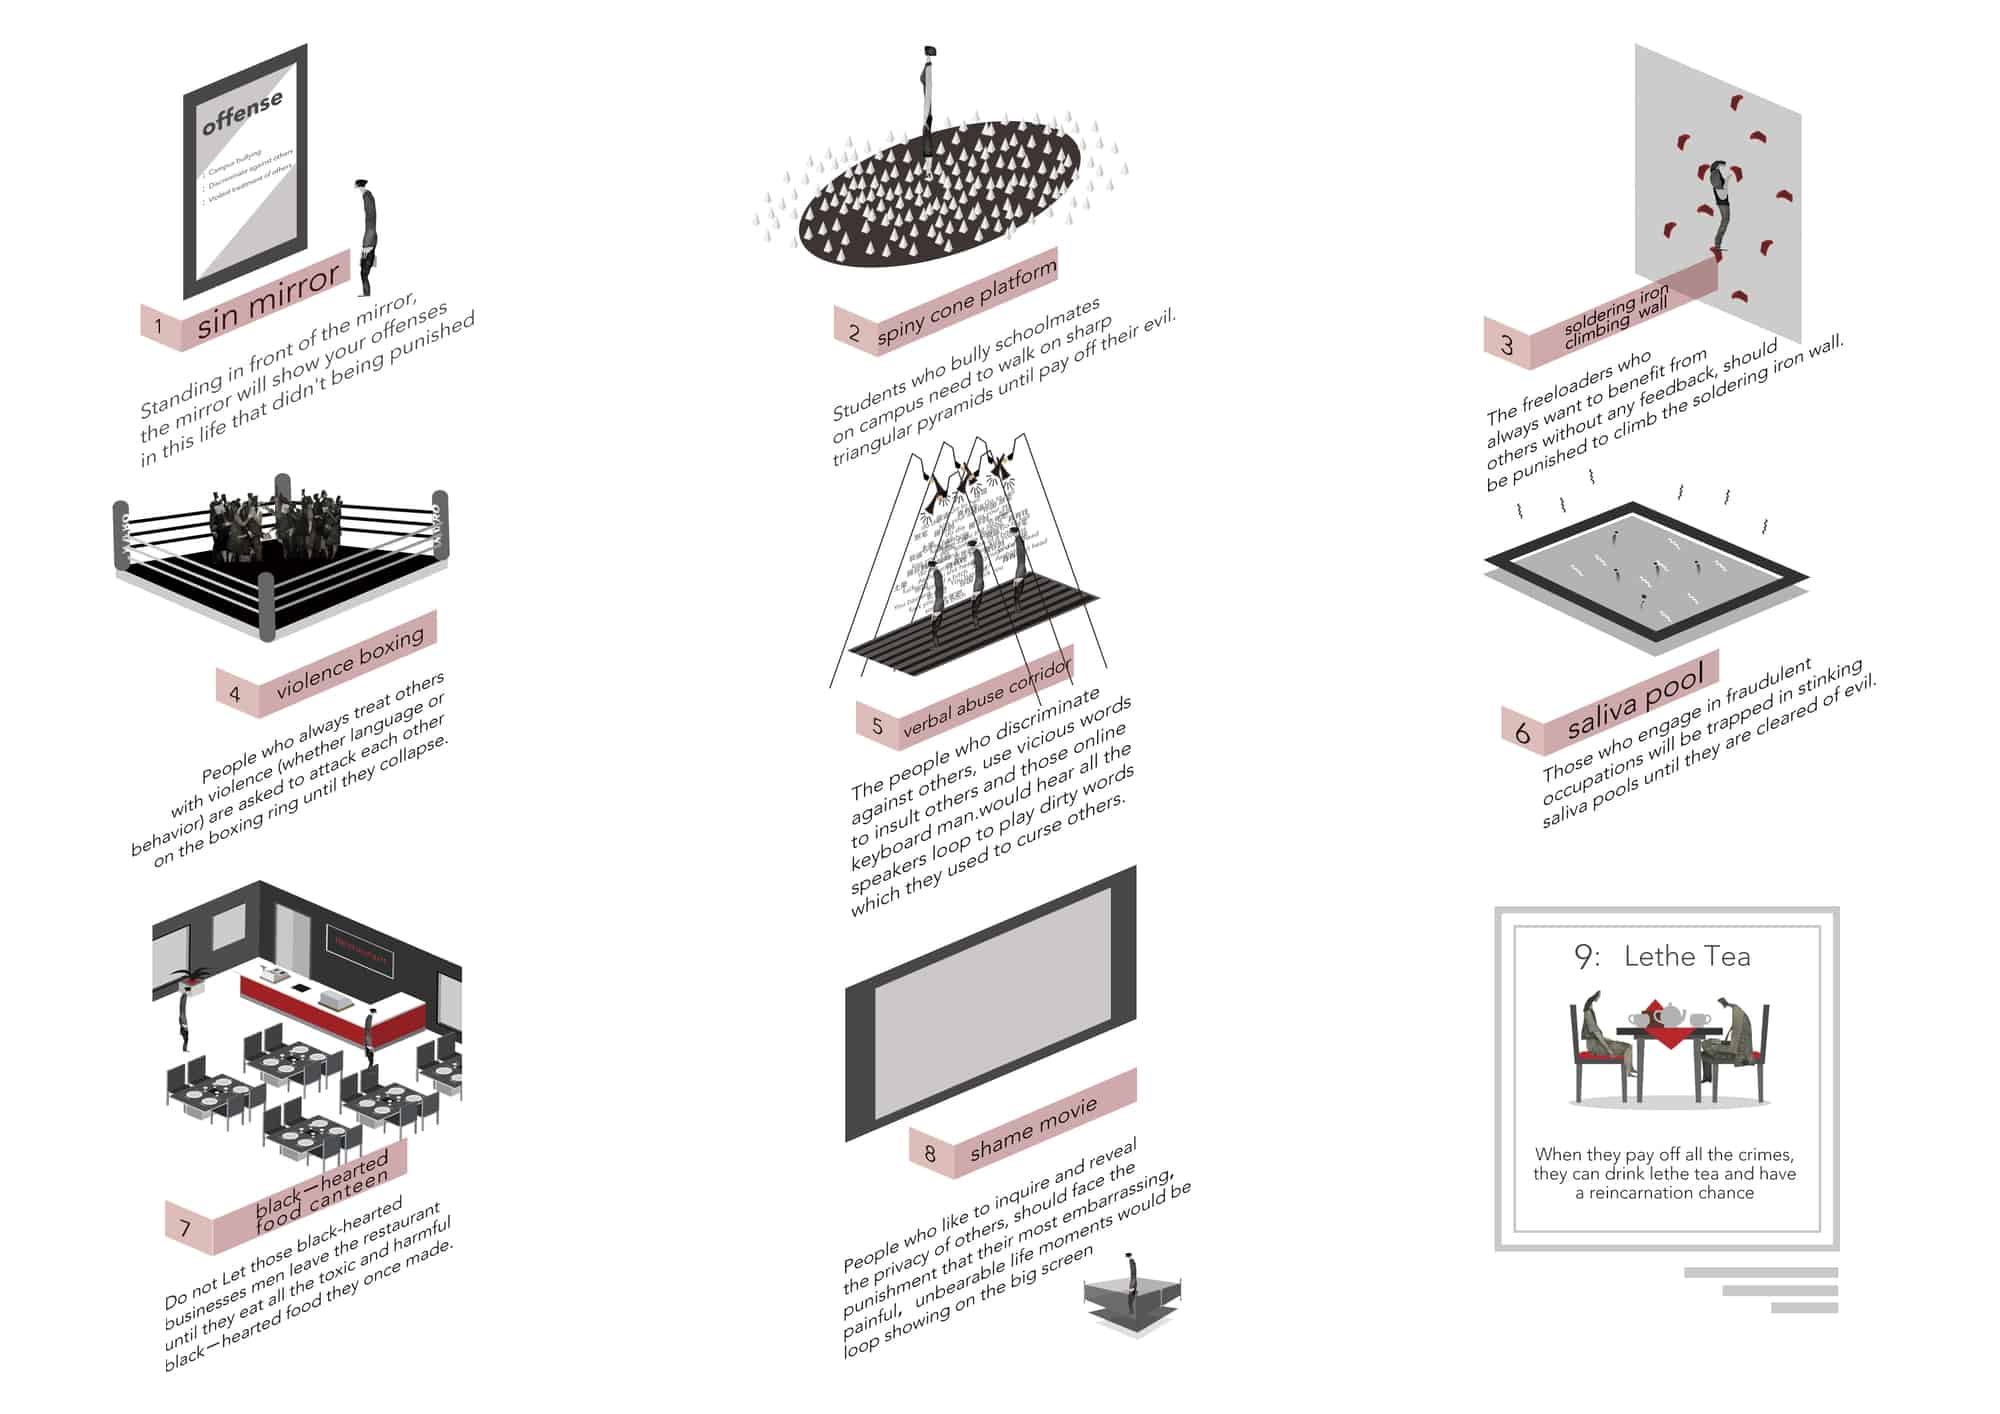 offense
: Campus bullying
: Discriminate against others
: Violent treatment of others
1
sin mirror
Standing in front of the mirror,
the mirror will show your offenses
in this life that didn't being punished
2
spiny cone platform
Students who bully schoolmates
on campus need to walk on sharp
triangular pyramids until pay off their evil.
3
soldering iron
climbing wall
The freeloaders who
always want to benefit from
others without any feedback, should
be punished to climb the soldering iron wall.
4
violence boxing
People who always treat others
with violence (whether language or
behavior) are asked to attack each other
on the boxing ring until they collapse.
5
verbal abuse corridor
The people who discriminate
against others, use vicious words
to insult others and those online
keyboard man.would hear all the
speakers loop to play dirty words
which they used to curse others.
6
saliva pool
Those who engage in fraudulent
occupations will be trapped in stinking
saliva pools until they are cleared of evil.
7
black—hearted
food canteen
Do not Let those black-hearted
businesses men leave the restaurant
until they eat all the toxic and harmful
black—hearted food they once made.
8
shame movie
People who like to inquire and reveal
the privacy of others, should face the
punishment that their most embarrassing,
painful, unbearable life moments would be
loop showing on the big screen
9: Lethe Tea
When they pay off all the crimes,
they can drink lethe tea and have
a reincarnation chance